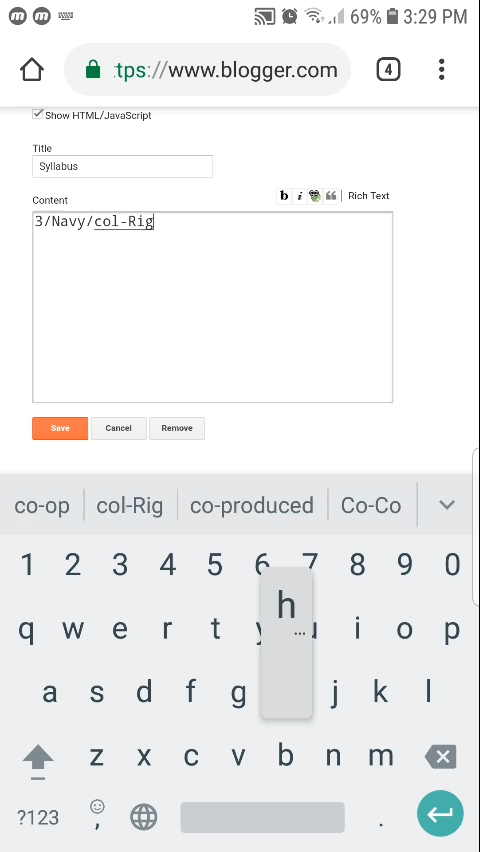 69% 3:29 PM
tps://www.blogger.com 4
Show HTML/JavaScript
Title
Syllabus
Content b i Rich Text
3/Navy/col-Rig
Save Cancel Remove
co-op col-Rig co-produced Co-Co
1 2 3 4 5 6 7 8 9 0
h...
q w e r t y u i o p
a s d f g j k l
z x c v b n m
?123 , .